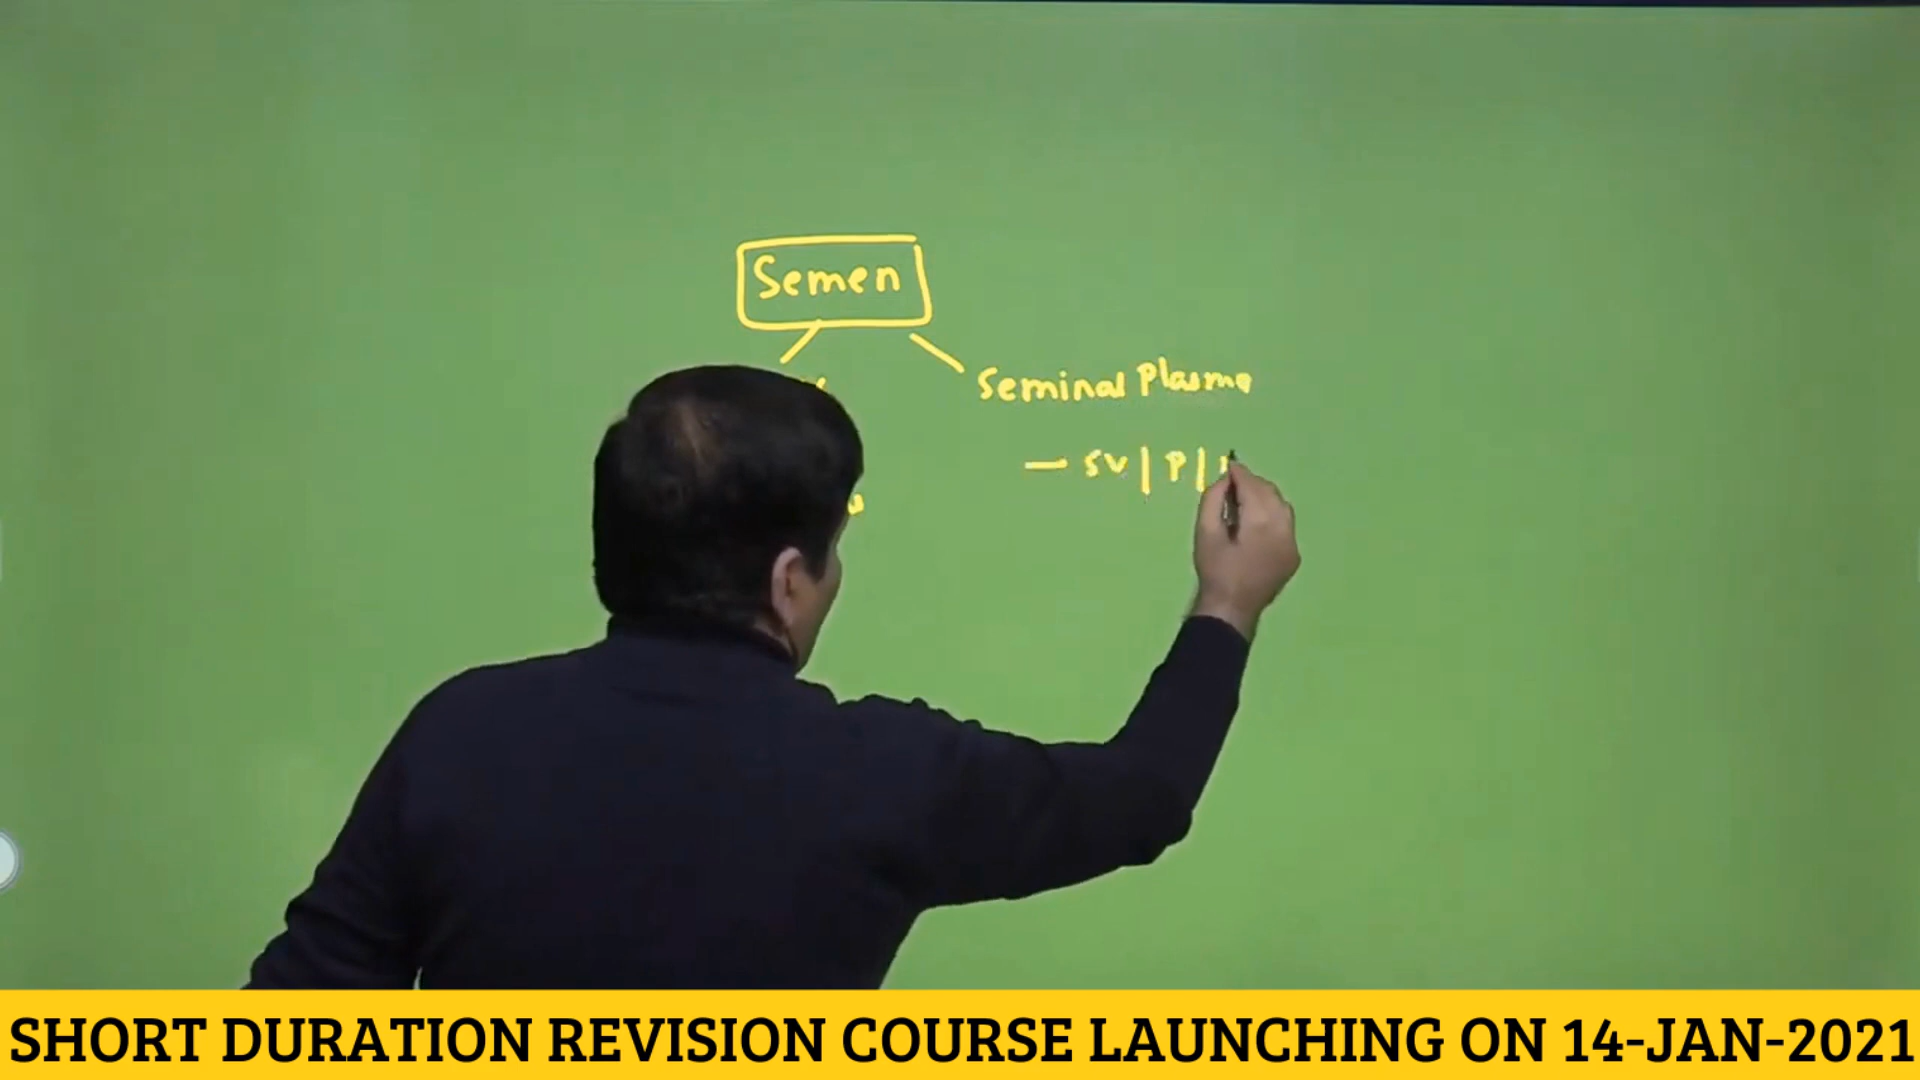 Semen
Seminal Plasma
— SV | P |
SHORT DURATION REVISION COURSE LAUNCHING ON 14-JAN-2021